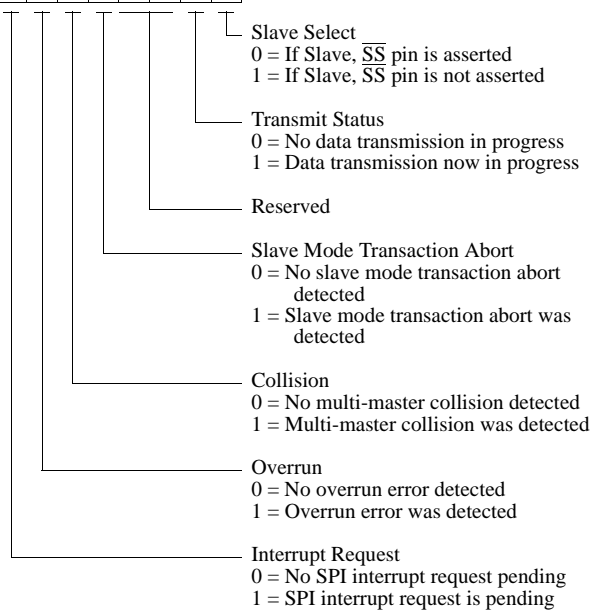 Slave Select
0 = If Slave, S̅S̅ pin is asserted
1 = If Slave, S̅S̅ pin is not asserted
Transmit Status
0 = No data transmission in progress
1 = Data transmission now in progress
Reserved
Slave Mode Transaction Abort
0 = No slave mode transaction abort
detected
1 = Slave mode transaction abort was
detected
Collision
0 = No multi-master collision detected
1 = Multi-master collision was detected
Overrun
0 = No overrun error detected
1 = Overrun error was detected
Interrupt Request
0 = No SPI interrupt request pending
1 = SPI interrupt request is pending